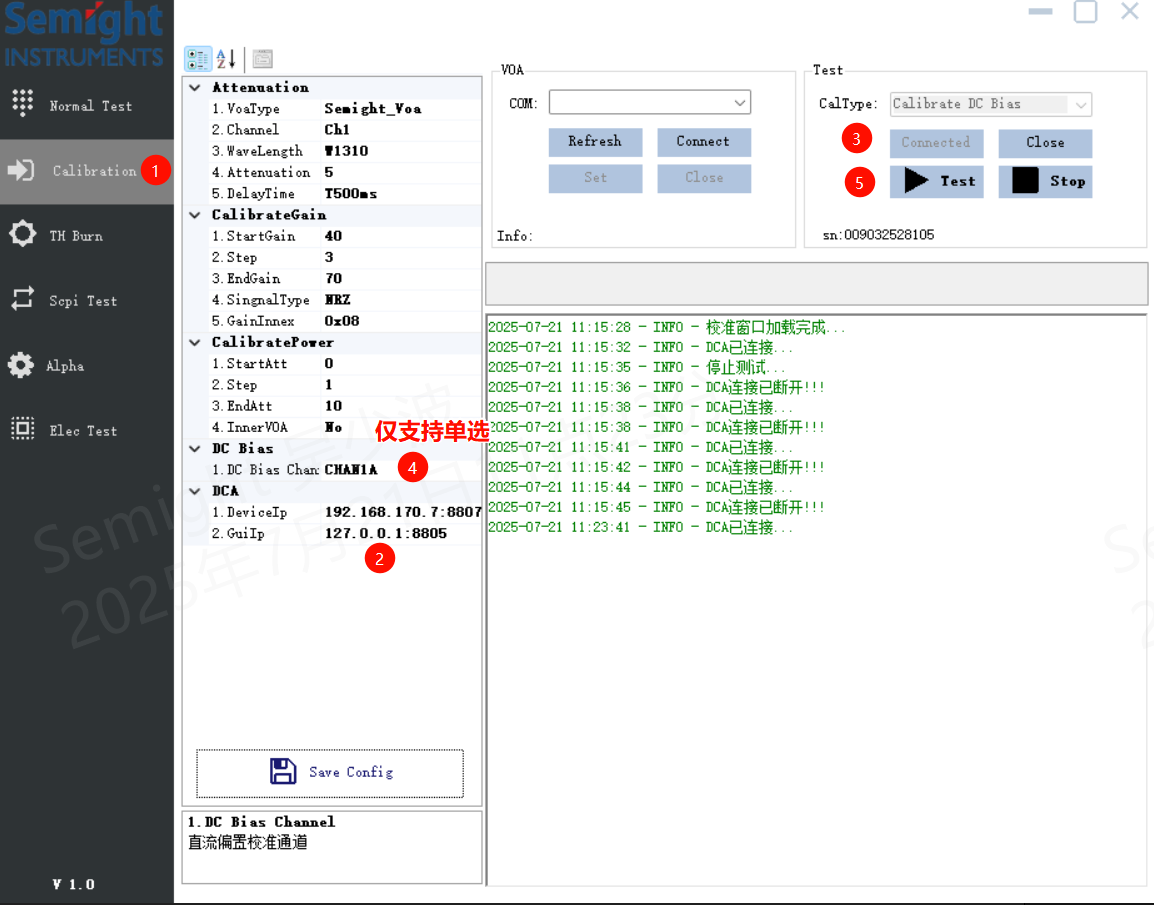 Semight
INSTRUMENTS
Normal Test
Calibration
1
TH Burn
Scpi Test
Alpha
Elec Test
V 1.0
Attenuation
1.VoaType Semight_Voa
2.Channel Ch1
3.WaveLength W1310
4.Attenuation 5
5.DelayTime T500ms
CalibrateGain
1.StartGain 40
2.Step 3
3.EndGain 70
4.SingnalType NRZ
5.GainInnex 0x08
CalibratePower
1.StartAtt 0
2.Step 1
3.EndAtt 10
4.InnerVOA No
仅支持单选
DC Bias
1.DC Bias Chan: CHAN1A
4
DCA
1.DeviceIp 192.168.170.7:8807
2.GuiIp 127.0.0.1:8805
2
Save Config
1.DC Bias Channel
直流偏置校准通道
VOA
COM:
Refresh Connect
Set Close
Info:
Test
CalType: Calibrate DC Bias
3
Connected Close
5
Test Stop
sn:009032528105
2025-07-21 11:15:28 - INFO - 校准窗口加载完成...
2025-07-21 11:15:32 - INFO - DCA已连接...
2025-07-21 11:15:35 - INFO - 停止测试...
2025-07-21 11:15:36 - INFO - DCA连接已断开!!!
2025-07-21 11:15:38 - INFO - DCA已连接...
2025-07-21 11:15:38 - INFO - DCA连接已断开!!!
2025-07-21 11:15:41 - INFO - DCA已连接...
2025-07-21 11:15:42 - INFO - DCA连接已断开!!!
2025-07-21 11:15:44 - INFO - DCA已连接...
2025-07-21 11:15:45 - INFO - DCA连接已断开!!!
2025-07-21 11:23:41 - INFO - DCA已连接...